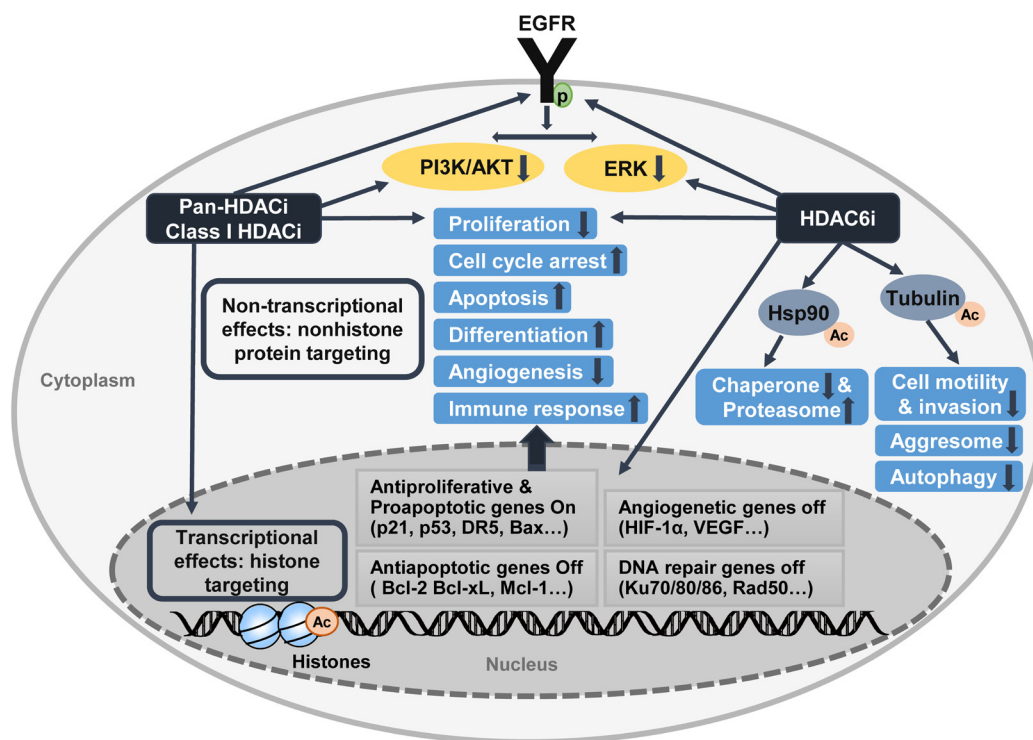 EGFR
p
PI3K/AKT
ERK
Pan-HDACi
Class I HDACi
HDAC6i
Proliferation
Cell cycle arrest
Apoptosis
Differentiation
Angiogenesis
Immune response
Non-transcriptional
effects: nonhistone
protein targeting
Cytoplasm
Hsp90
Ac
Tubulin
Ac
Chaperone &
Proteasome
Cell motility
& invasion
Aggresome
Autophagy
Antiproliferative &
Proapoptotic genes On
(p21, p53, DR5, Bax…)
Angiogenetic genes off
(HIF-1α, VEGF…)
Transcriptional
effects: histone
targeting
Antiapoptotic genes Off
( Bcl-2 Bcl-xL, Mcl-1…)
DNA repair genes off
(Ku70/80/86, Rad50…)
Ac
Histones
Nucleus